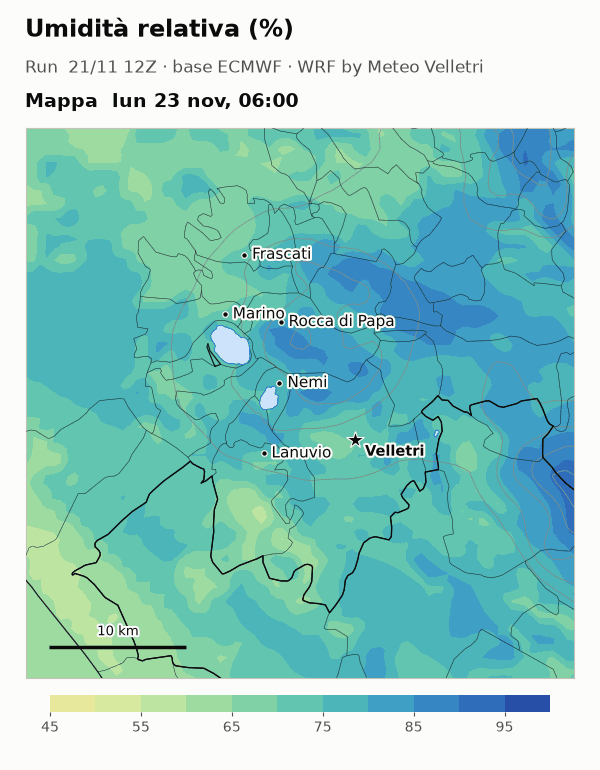 Umidità relativa (%)
Run  21/11 12Z · base ECMWF · WRF by Meteo Velletri
Mappa  lun 23 nov, 06:00
Frascati
Marino
Rocca di Papa
Nemi
Velletri
Lanuvio
10 km
45 55 65 75 85 95